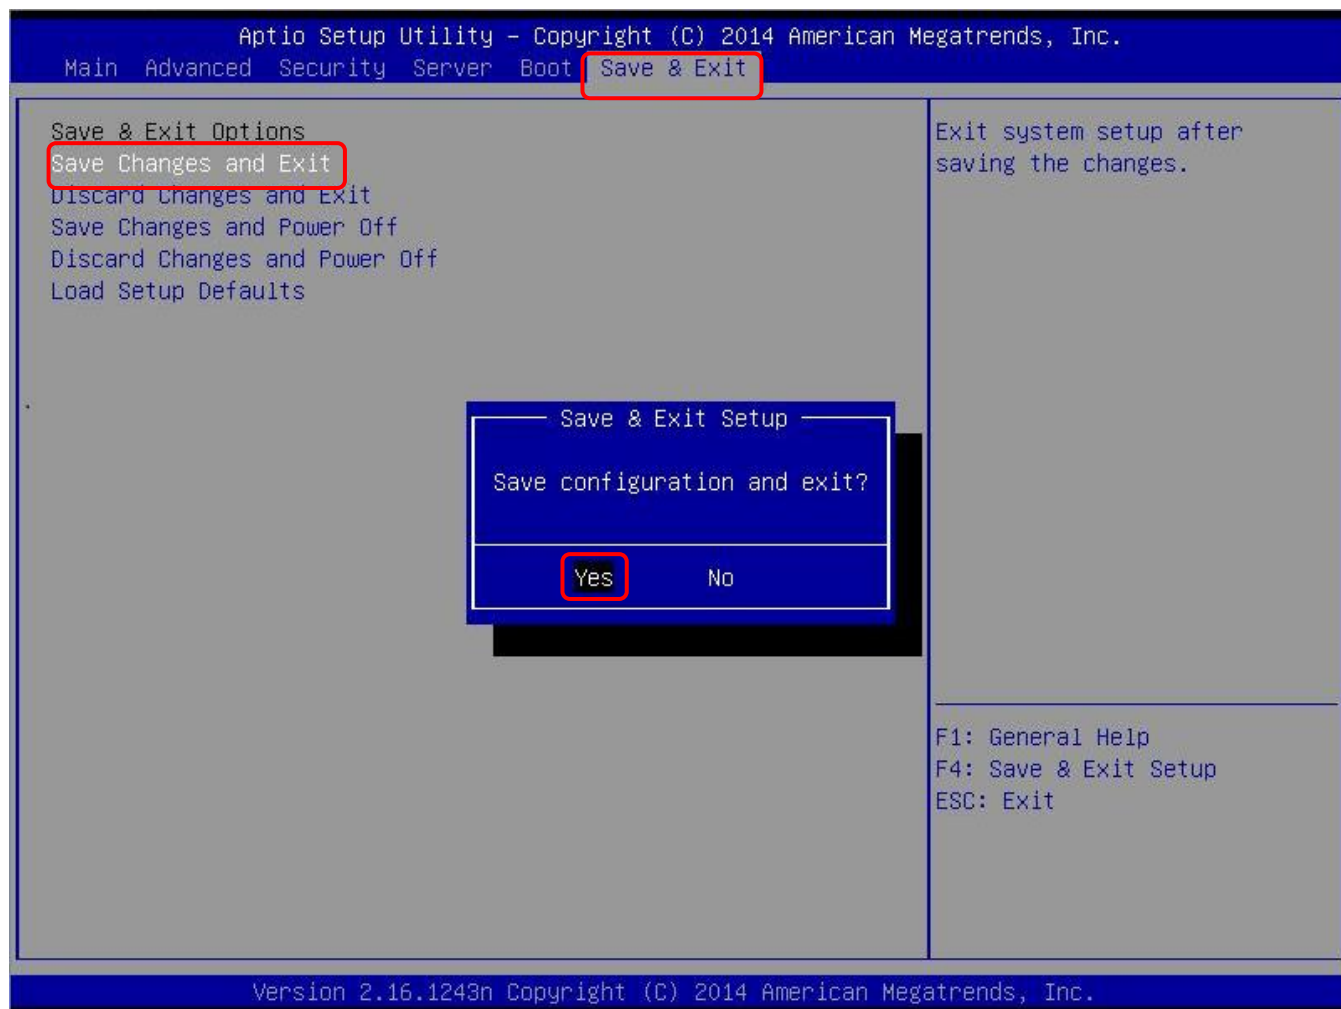 Aptio Setup Utility – Copyright (C) 2014 American Megatrends, Inc.
Main Advanced Security Server Boot Save & Exit
Save & Exit Options
Save Changes and Exit
Discard Changes and Exit
Save Changes and Power Off
Discard Changes and Power Off
Load Setup Defaults
Exit system setup after
saving the changes.
Save & Exit Setup
Save configuration and exit?
Yes No
F1: General Help
F4: Save & Exit Setup
ESC: Exit
Version 2.16.1243n Copyright (C) 2014 American Megatrends, Inc.